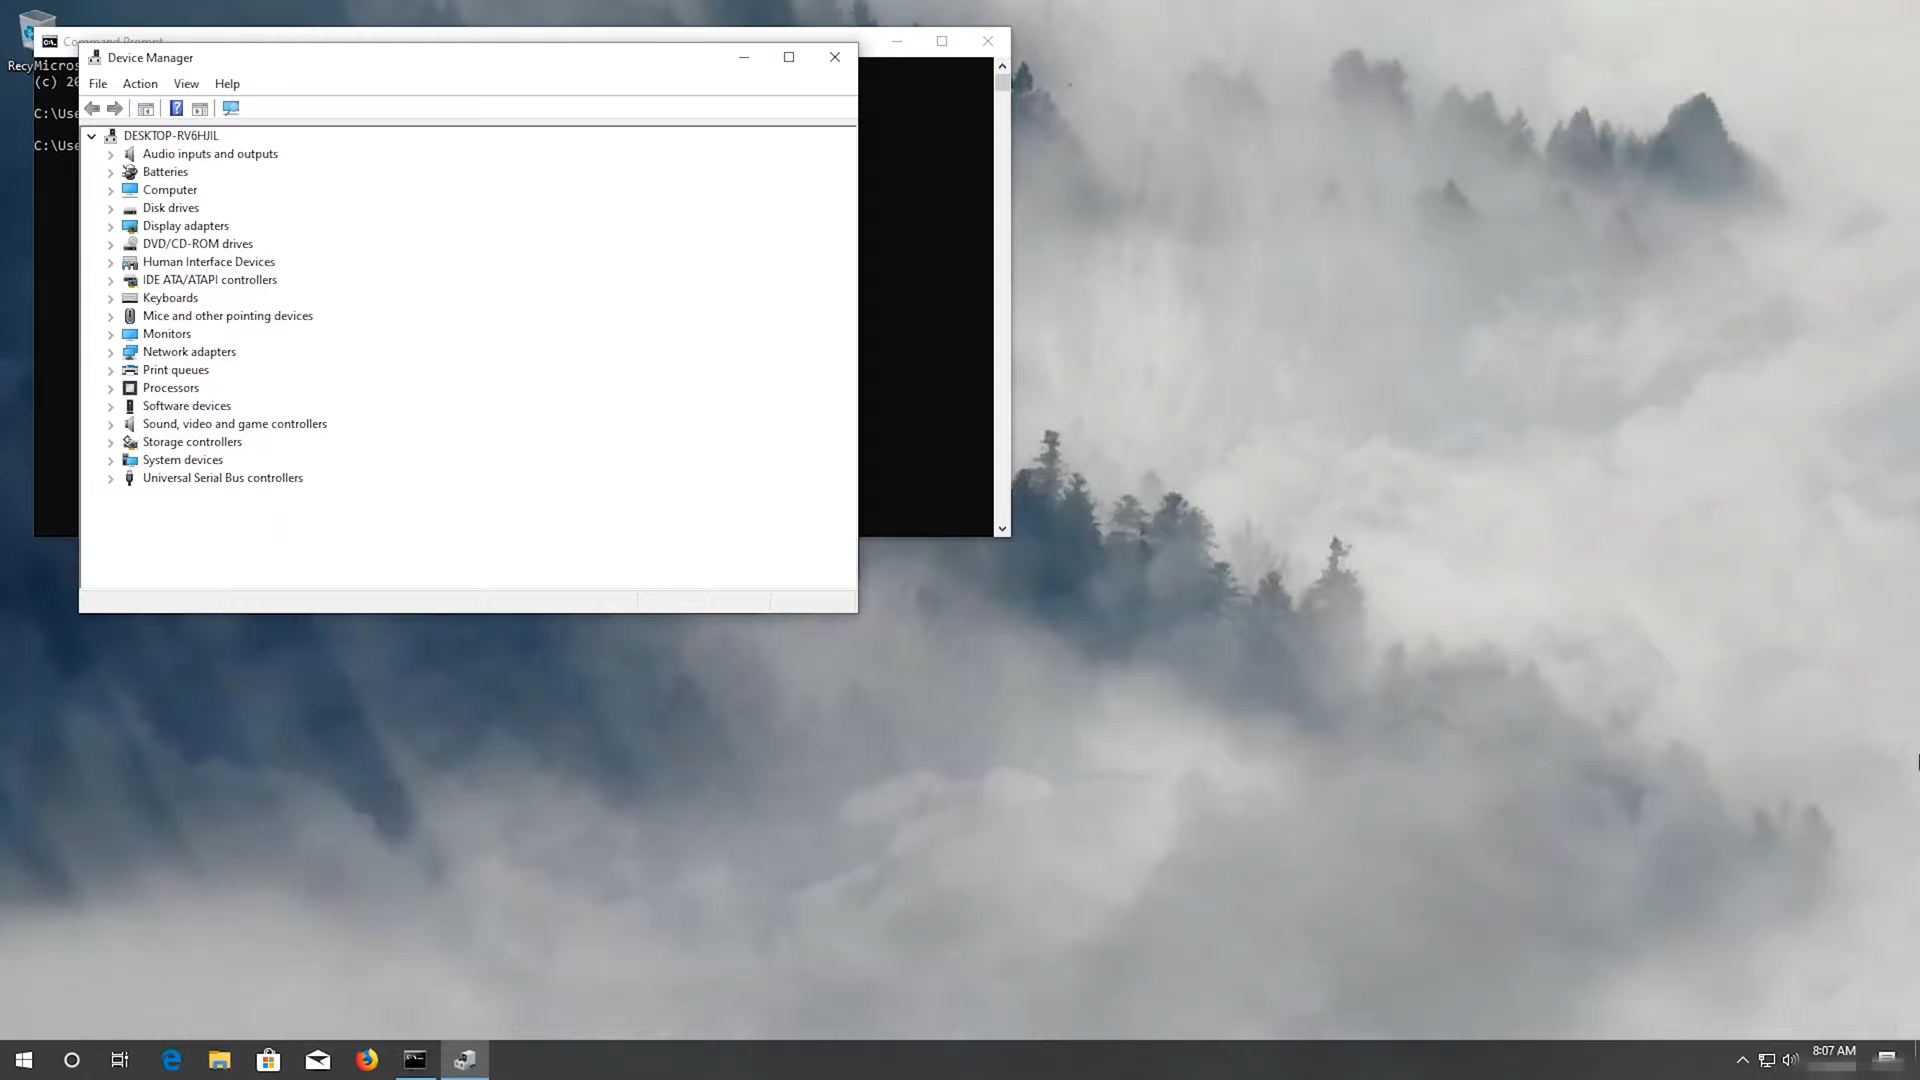 Command Prompt
Device Manager
Recy
Micros
(c) 20
File Action View Help
C:\Use
C:\Use
DESKTOP-RV6HJIL
Audio inputs and outputs
Batteries
Computer
Disk drives
Display adapters
DVD/CD-ROM drives
Human Interface Devices
IDE ATA/ATAPI controllers
Keyboards
Mice and other pointing devices
Monitors
Network adapters
Print queues
Processors
Software devices
Sound, video and game controllers
Storage controllers
System devices
Universal Serial Bus controllers
8:07 AM